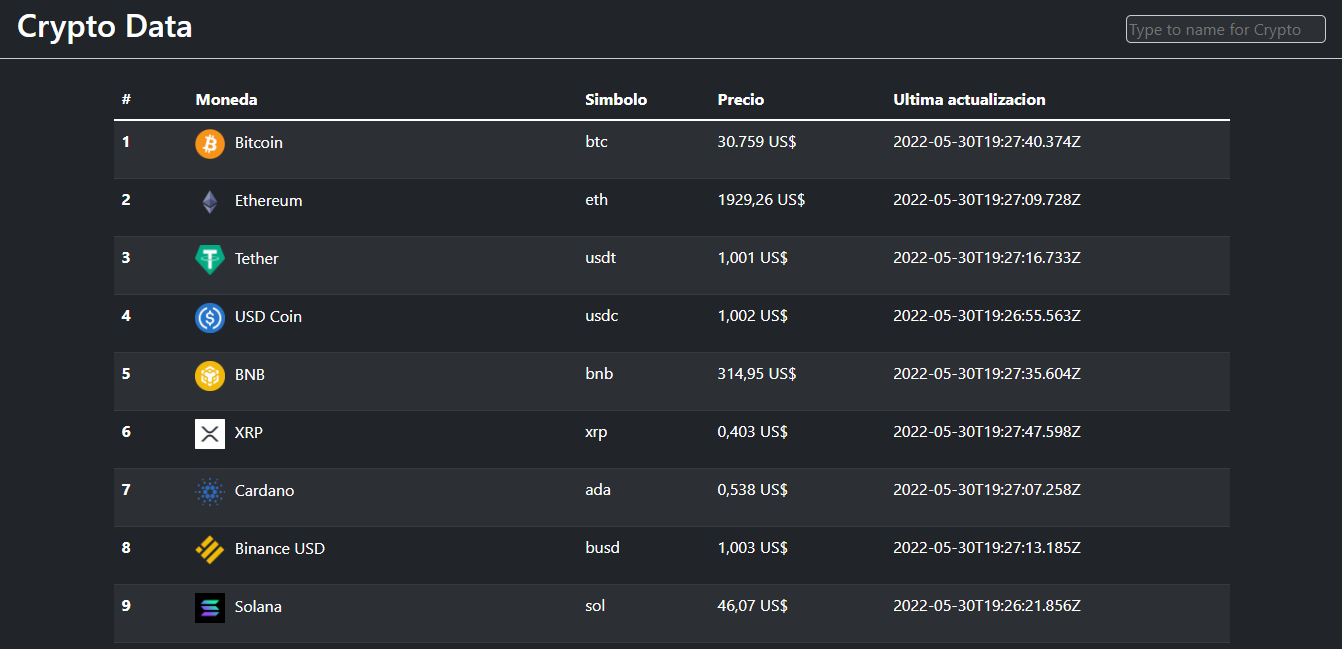 Crypto Data
Type to name for Crypto
# Moneda Simbolo Precio Ultima actualizacion
1 Bitcoin btc 30.759 US$ 2022-05-30T19:27:40.374Z
2 Ethereum eth 1929,26 US$ 2022-05-30T19:27:09.728Z
3 Tether usdt 1,001 US$ 2022-05-30T19:27:16.733Z
4 USD Coin usdc 1,002 US$ 2022-05-30T19:26:55.563Z
5 BNB bnb 314,95 US$ 2022-05-30T19:27:35.604Z
6 XRP xrp 0,403 US$ 2022-05-30T19:27:47.598Z
7 Cardano ada 0,538 US$ 2022-05-30T19:27:07.258Z
8 Binance USD busd 1,003 US$ 2022-05-30T19:27:13.185Z
9 Solana sol 46,07 US$ 2022-05-30T19:26:21.856Z